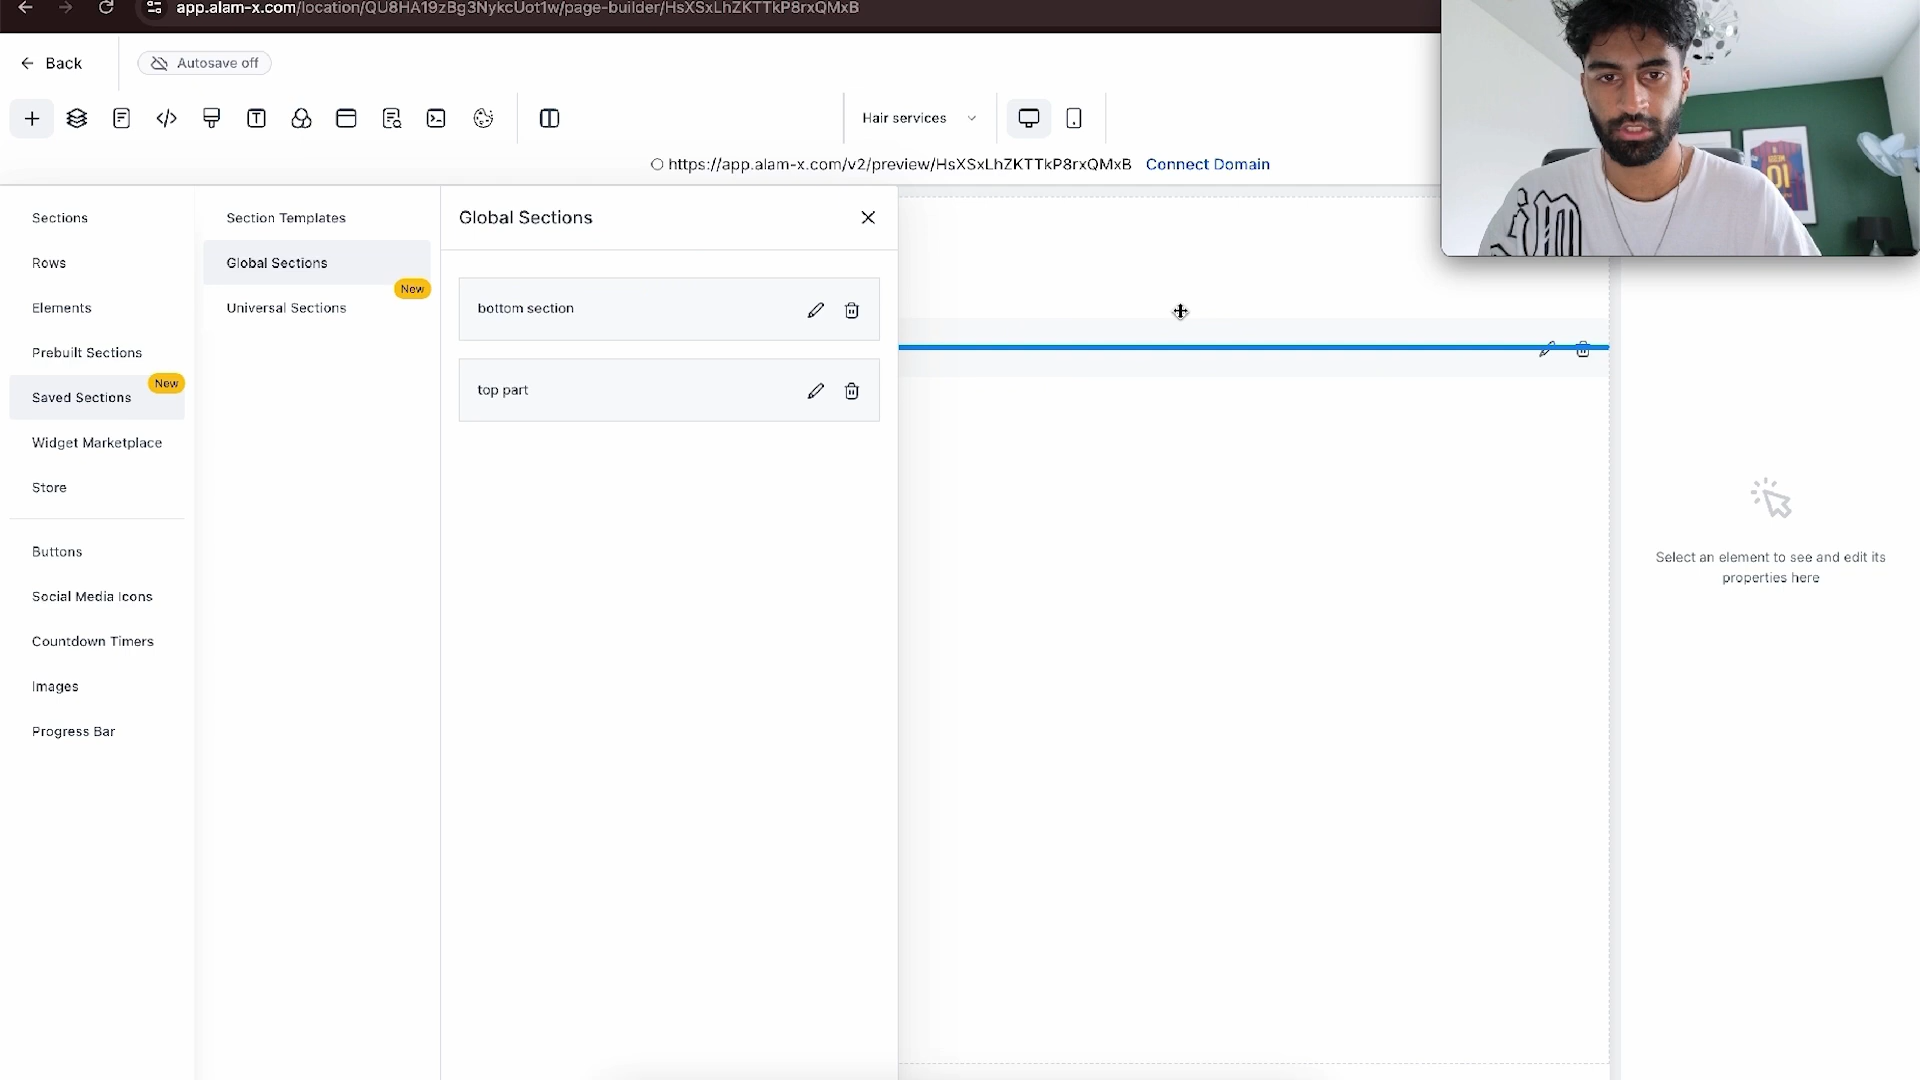 app.alam-x.com/location/QU8HA19zBg3NykcUot1w/page-builder/HsXSxLhZKTTkP8rxQMxB
Back
Autosave off
Hair services
https://app.alam-x.com/v2/preview/HsXSxLhZKTTkP8rxQMxB Connect Domain
Sections
Rows
Elements
Prebuilt Sections
New
Saved Sections
Widget Marketplace
Store
Buttons
Social Media Icons
Countdown Timers
Images
Progress Bar
Section Templates
Global Sections
New
Universal Sections
Global Sections
bottom section
top part
Select an element to see and edit its
properties here